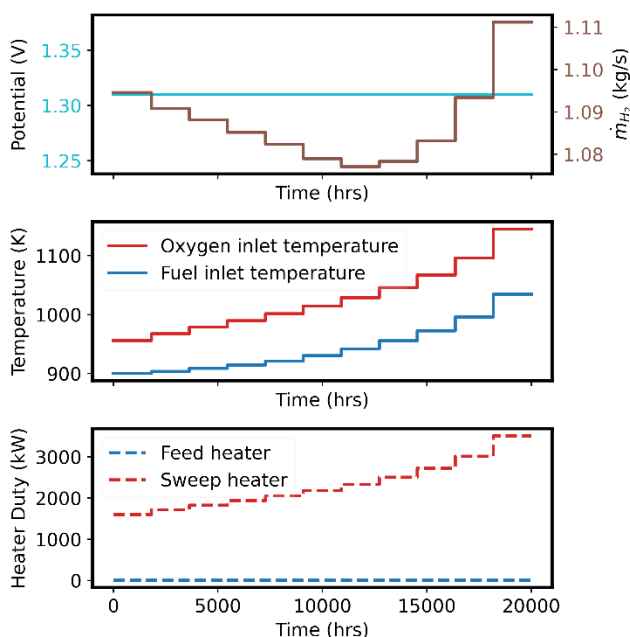 Potential (V)
1.35
1.30
1.25
1.11
1.10
1.09
1.08
ṁ_H₂ (kg/s)
Time (hrs)
Temperature (K)
1100
1000
900
Oxygen inlet temperature
Fuel inlet temperature
Time (hrs)
Heater Duty (kW)
3000
2000
1000
0
Feed heater
Sweep heater
0 5000 10000 15000 20000
Time (hrs)